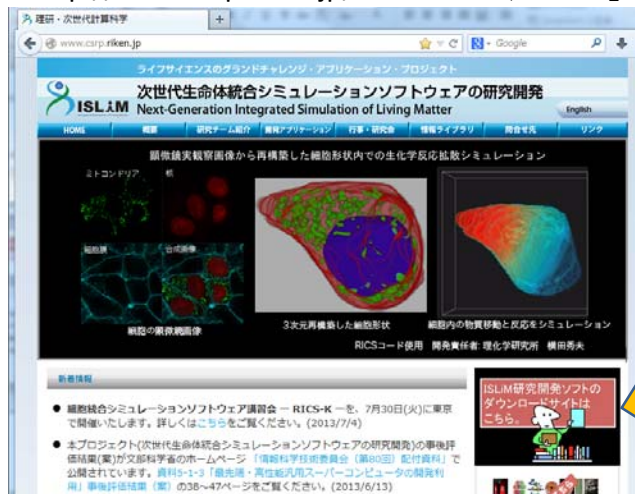 理研・次世代計算科学
www.csrp.riken.jp
Google
ライフサイエンスのグランドチャレンジ・アプリケーション・プロジェクト
ISLiM
次世代生命体統合シミュレーションソフトウェアの研究開発
Next-Generation Integrated Simulation of Living Matter
English
HOME 概要 研究チーム紹介 開発アプリケーション 行事・研究会 情報ライブラリ 問合せ先 リンク
顕微鏡実観察画像から再構築した細胞形状内での生化学反応拡散シミュレーション
ミトコンドリア 核
細胞膜 合成画像
細胞の顕微鏡画像
3次元再構築した細胞形状
細胞内の物質移動と反応をシミュレーション
RICSコード使用 開発責任者: 理化学研究所 横田秀夫
新着情報
ISLiM研究開発ソフトの
ダウンロードサイトは
こちら。
● 細胞統合シミュレーションソフトウェア講習会 － RICS-K －を、7月30日(火)に東京
で開催いたします。詳しくはこちらをご覧ください。(2013/7/4)
● 本プロジェクト(次世代生命体統合シミュレーションソフトウェアの研究開発)の事後評
価結果(案)が文部科学省のホームページ「情報科学技術委員会（第80回）配付資料」で
公開されています。資料5-1-3「最先端・高性能汎用スーパーコンピュータの開発利
用」事後評価結果（案）の38～47ページをご覧ください。(2013/6/13)